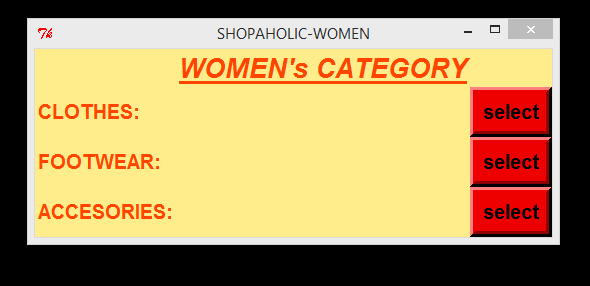 SHOPAHOLIC-WOMEN
WOMEN's CATEGORY
CLOTHES: select
FOOTWEAR: select
ACCESORIES: select